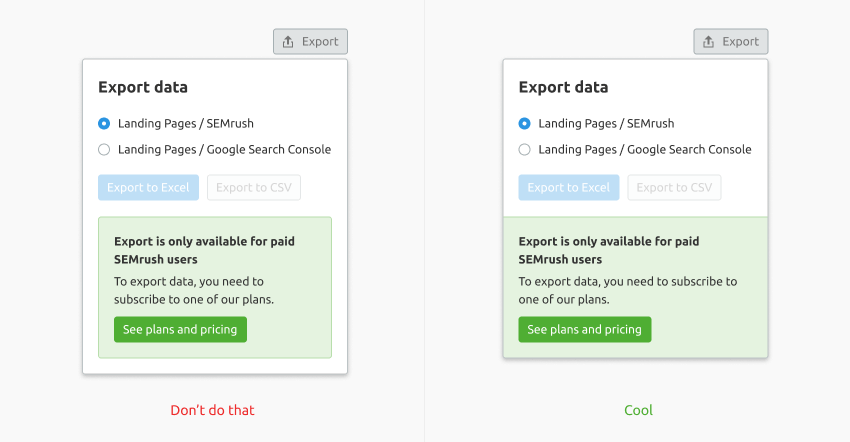 Export
Export data
Landing Pages / SEMrush
Landing Pages / Google Search Console
Export to Excel
Export to CSV
Export is only available for paid
SEMrush users
To export data, you need to
subscribe to one of our plans.
See plans and pricing
Don't do that
Export
Export data
Landing Pages / SEMrush
Landing Pages / Google Search Console
Export to Excel
Export to CSV
Export is only available for paid
SEMrush users
To export data, you need to subscribe to
one of our plans.
See plans and pricing
Cool